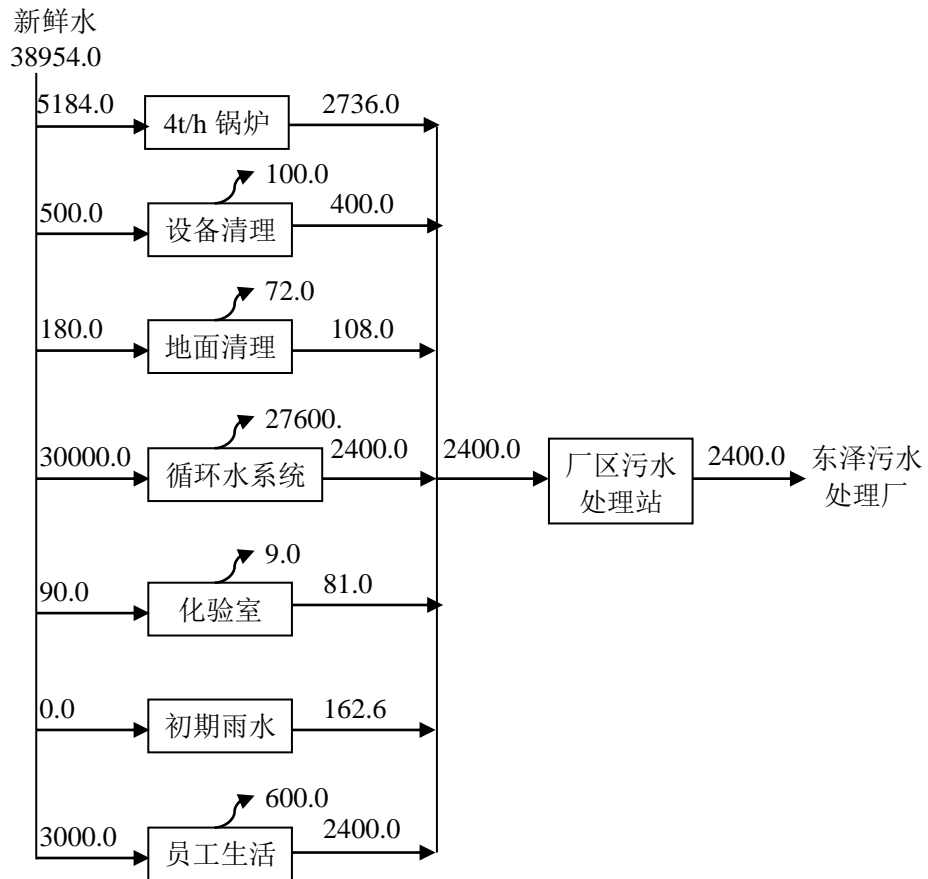 新鲜水
38954.0
5184.0
4t/h 锅炉
2736.0
100.0
500.0
设备清理
400.0
72.0
180.0
地面清理
108.0
27600.
30000.0
循环水系统
2400.0
2400.0
厂区污水
处理站
2400.0
东泽污水
处理厂
9.0
90.0
化验室
81.0
0.0
初期雨水
162.6
600.0
3000.0
员工生活
2400.0